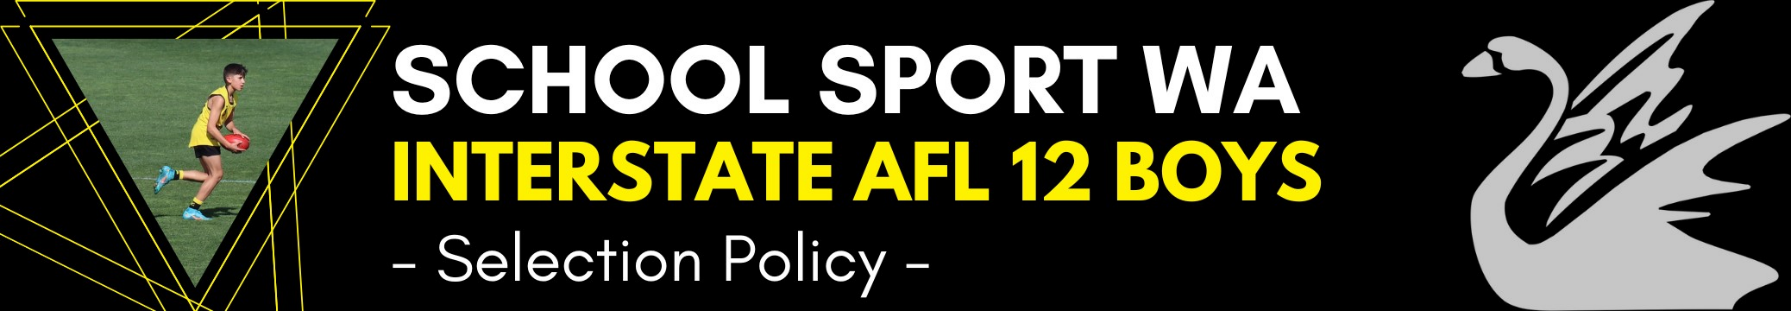 SCHOOL SPORT WA
INTERSTATE AFL 12 BOYS
- Selection Policy -